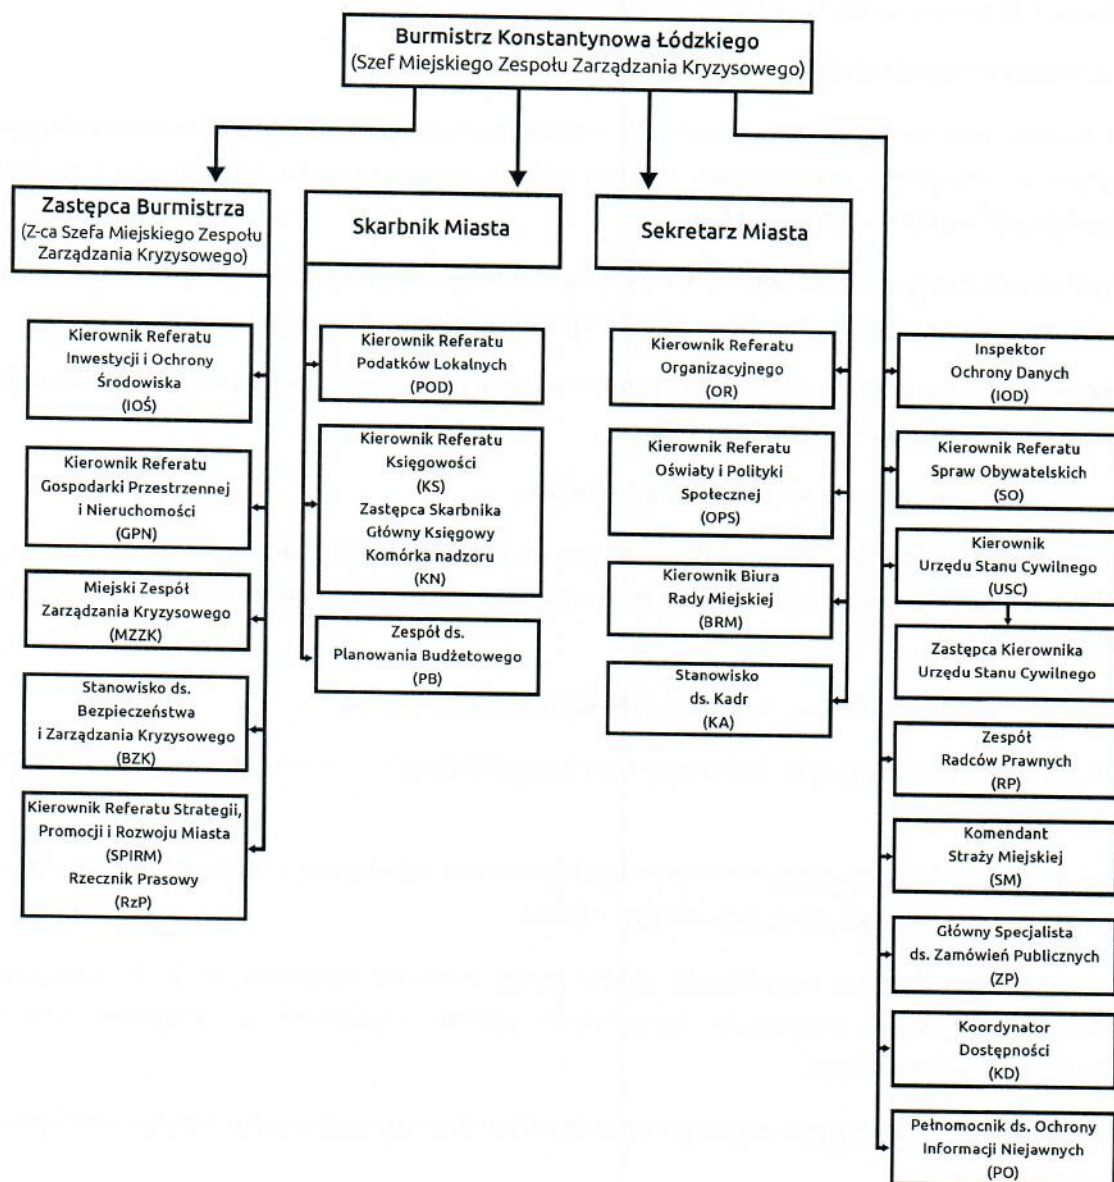 Burmistrz Konstantynowa Łódzkiego
(Szef Miejskiego Zespołu Zarządzania Kryzysowego)
Zastępca Burmistrza
(Z-ca Szefa Miejskiego Zespołu
Zarządzania Kryzysowego)
Kierownik Referatu
Inwestycji i Ochrony
Środowiska
(IOŚ)
Kierownik Referatu
Gospodarki Przestrzennej
i Nieruchomości
(GPN)
Miejski Zespół
Zarządzania Kryzysowego
(MZZK)
Stanowisko ds.
Bezpieczeństwa
i Zarządzania Kryzysowego
(BZK)
Kierownik Referatu Strategii,
Promocji i Rozwoju Miasta
(SPIRM)
Rzecznik Prasowy
(RzP)
Skarbnik Miasta
Kierownik Referatu
Podatków Lokalnych
(POD)
Kierownik Referatu
Księgowości
(KS)
Zastępca Skarbnika
Główny Księgowy
Komórka nadzoru
(KN)
Zespół ds.
Planowania Budżetowego
(PB)
Sekretarz Miasta
Kierownik Referatu
Organizacyjnego
(OR)
Kierownik Referatu
Oświaty i Polityki
Społecznej
(OPS)
Kierownik Biura
Rady Miejskiej
(BRM)
Stanowisko
ds. Kadr
(KA)
Inspektor
Ochrony Danych
(IOD)
Kierownik Referatu
Spraw Obywatelskich
(SO)
Kierownik
Urzędu Stanu Cywilnego
(USC)
Zastępca Kierownika
Urzędu Stanu Cywilnego
Zespół
Radców Prawnych
(RP)
Komendant
Straży Miejskiej
(SM)
Główny Specjalista
ds. Zamówień Publicznych
(ZP)
Koordynator
Dostępności
(KD)
Pełnomocnik ds. Ochrony
Informacji Niejawnych
(PO)